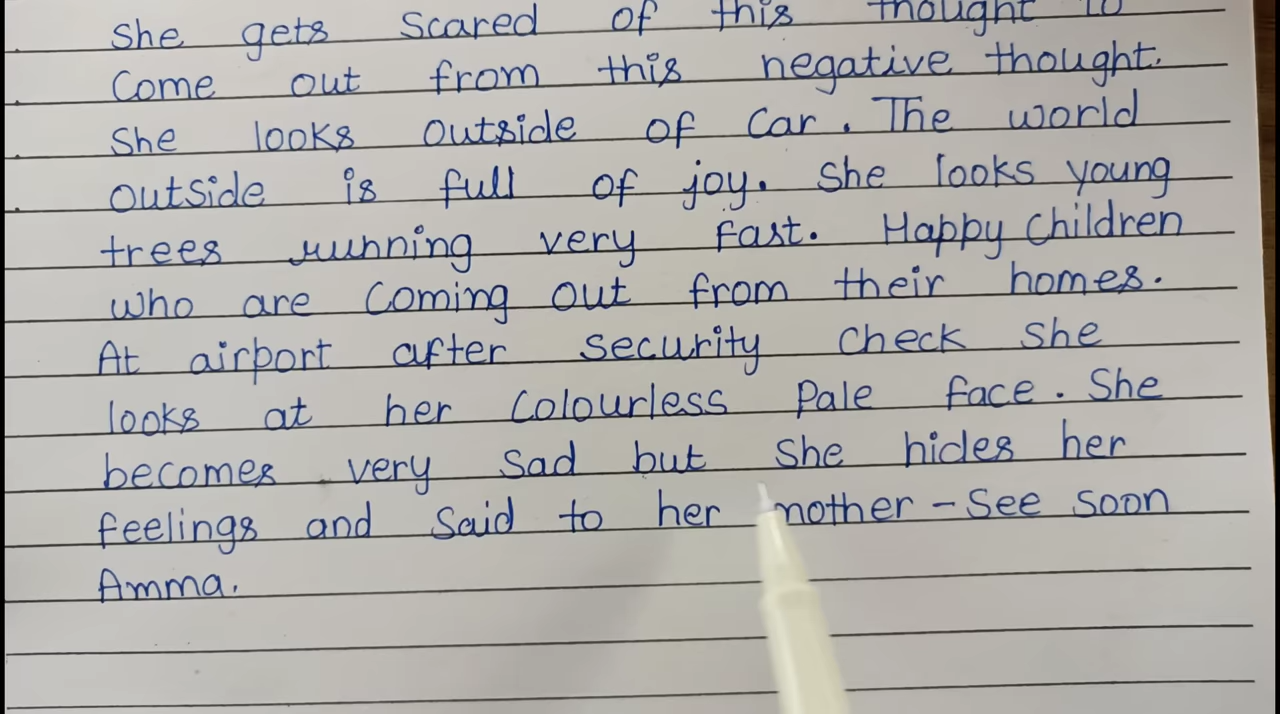 She gets scared of this thought to
Come out from this negative thought.
She looks outside of car. The world
outside is full of joy. She looks young
trees running very fast. Happy Children
who are coming out from their homes.
At airport after security check she
looks at her colourless Pale face. She
becomes very sad but she hides her
feelings and said to her mother - See soon
Amma.